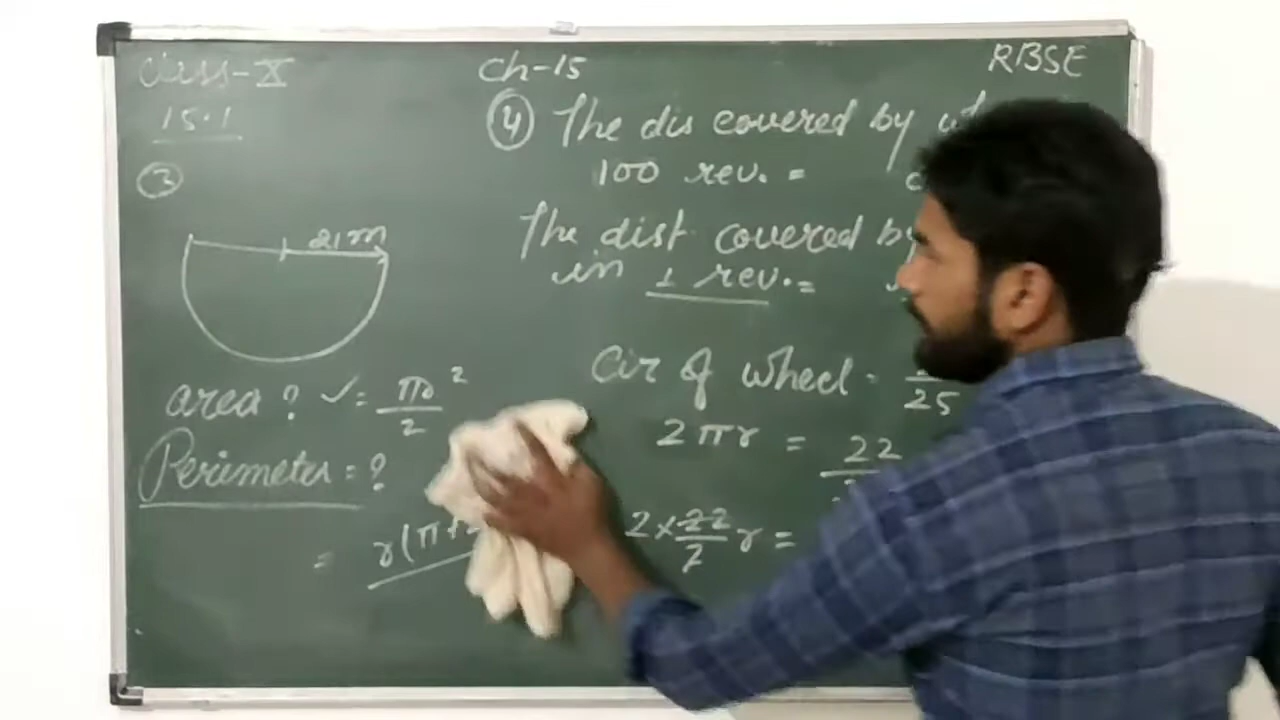 Class-X
Ch-15
RBSE
15.1
3
21m
area ? ✓ = πr²/2
Perimeter = ?
= r(π+
4 The dis covered by
100 rev. =
The dist covered by
in 1 rev. =
Cir of wheel =
25
2πr = 22
2×22/7 r =